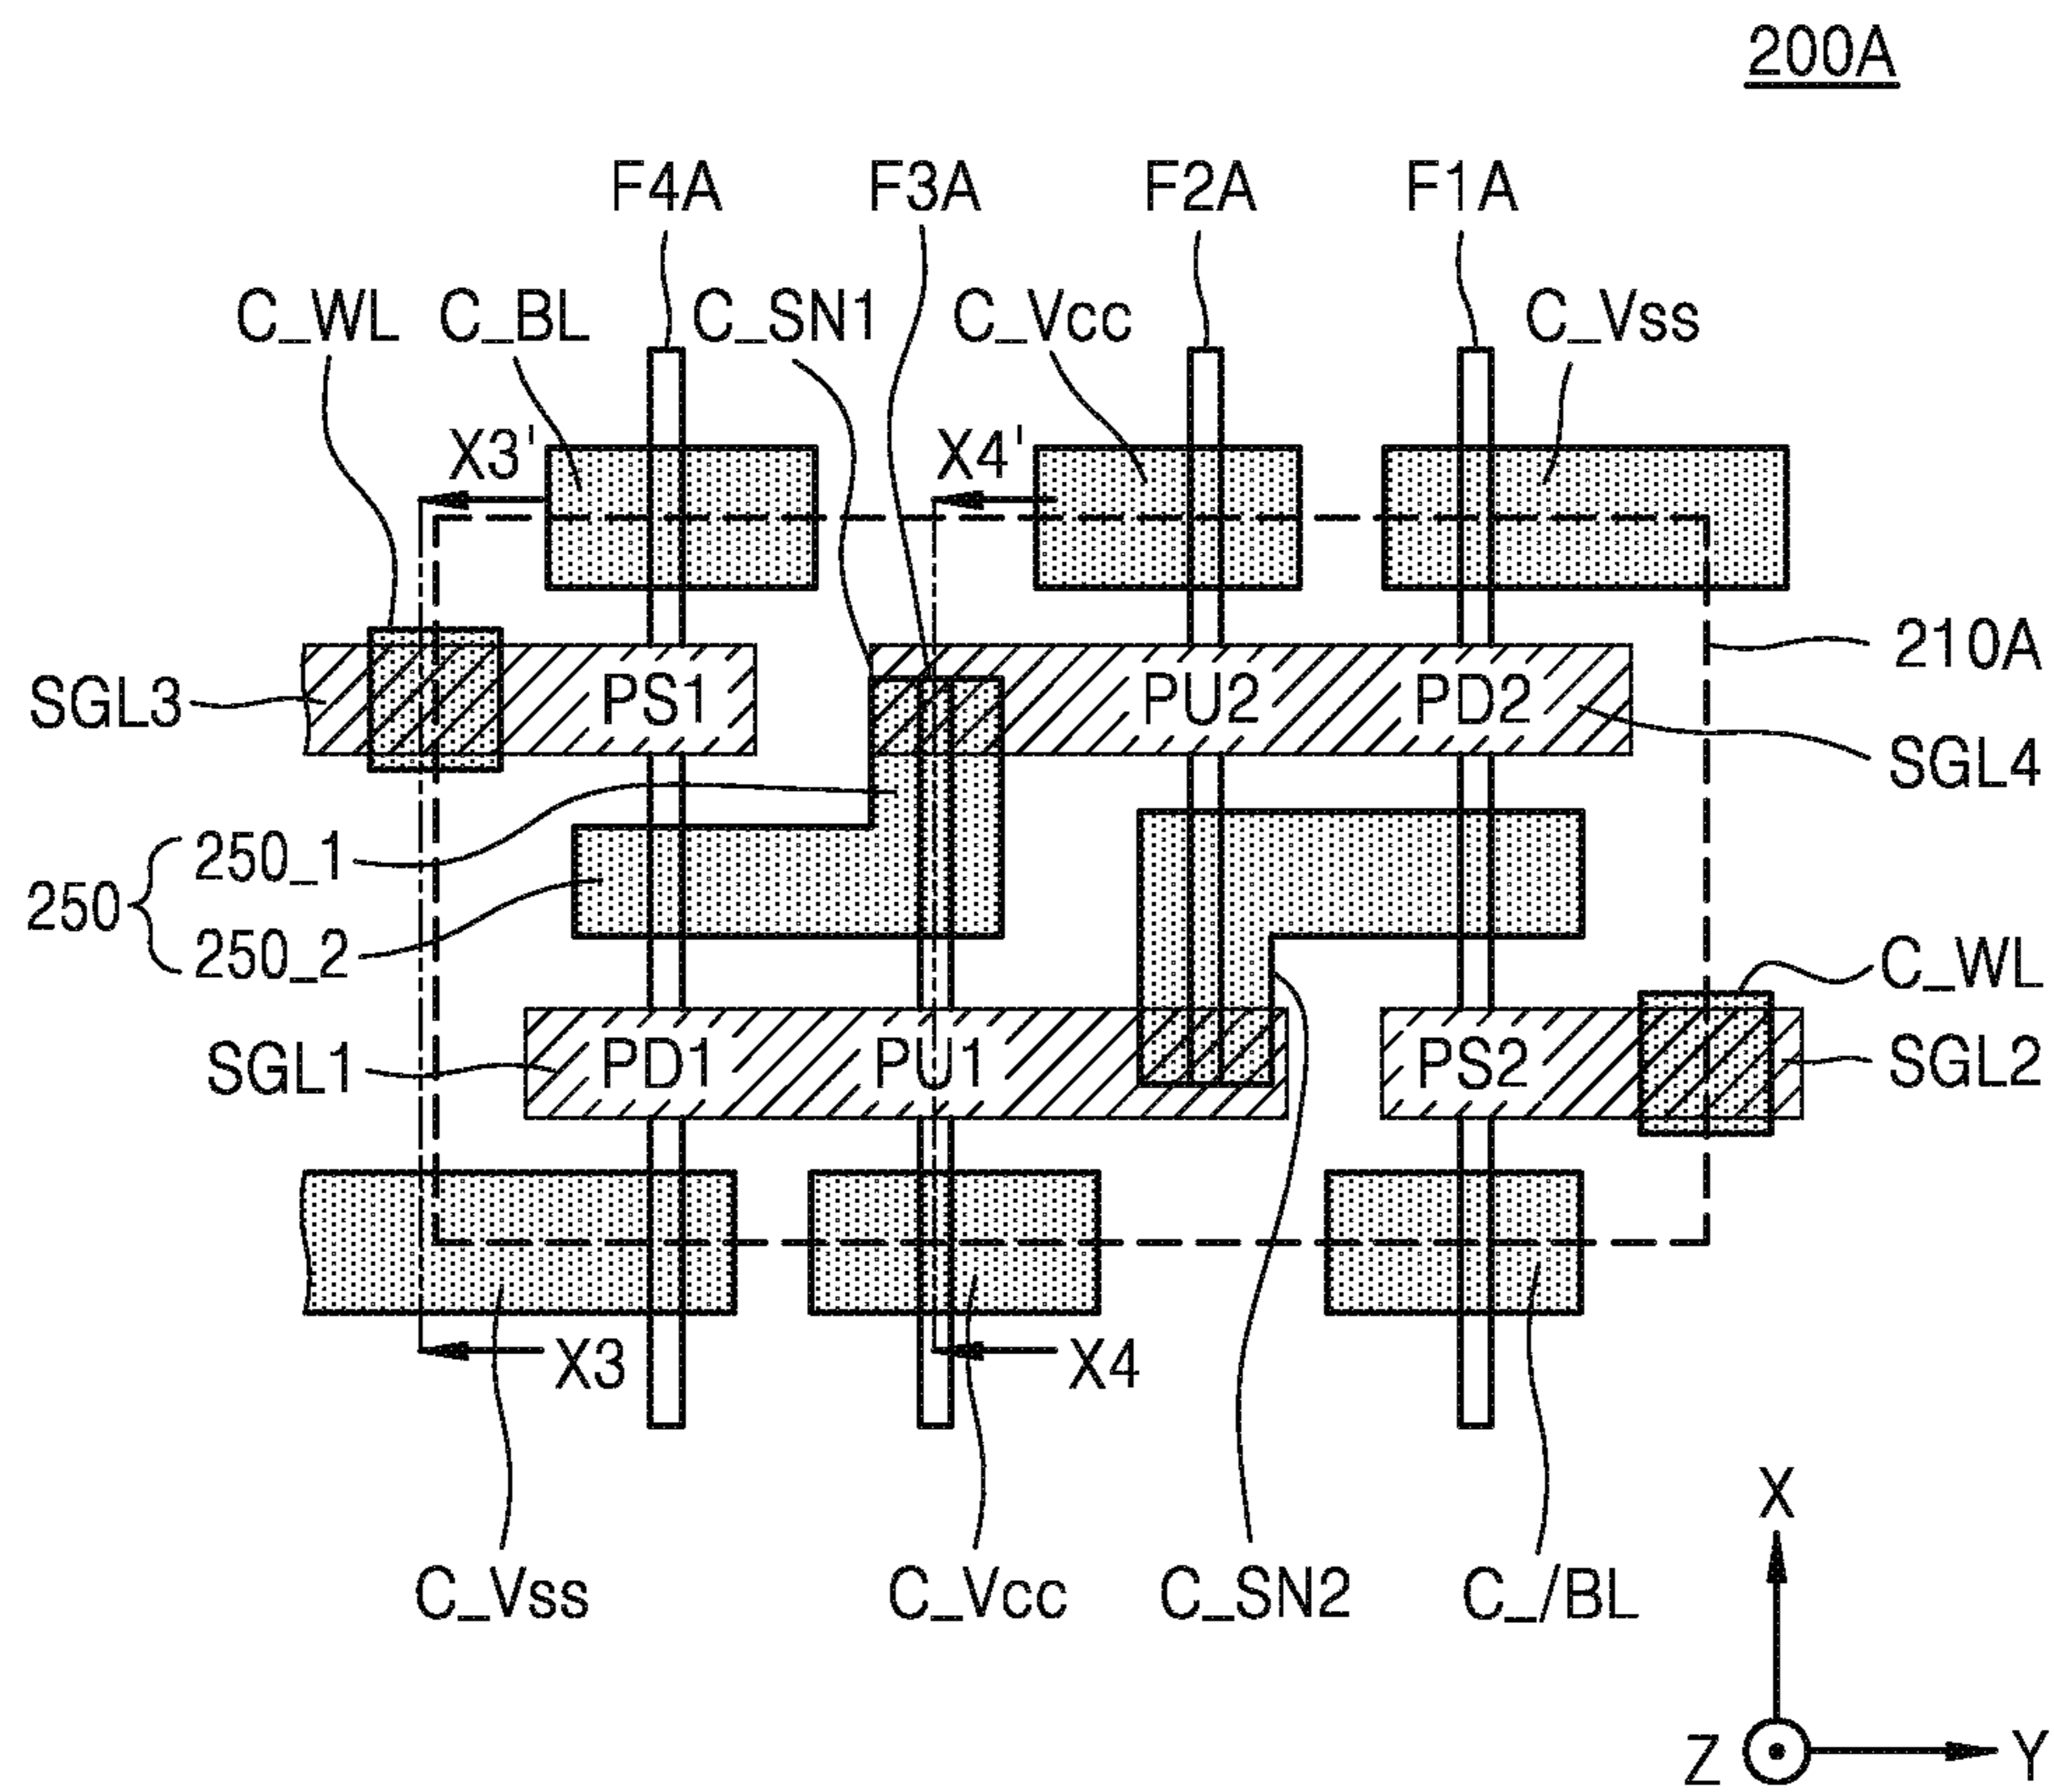 200A
F4A F3A F2A F1A
C_WL C_BL C_SN1 C_Vcc C_Vss
X3' X4'
210A
SGL3 PS1 PU2 PD2
SGL4
250_1
250
250_2
C_WL
SGL1 PD1 PU1 PS2 SGL2
X3 X4
X
C_Vss C_Vcc C_SN2 C_/BL
Z Y